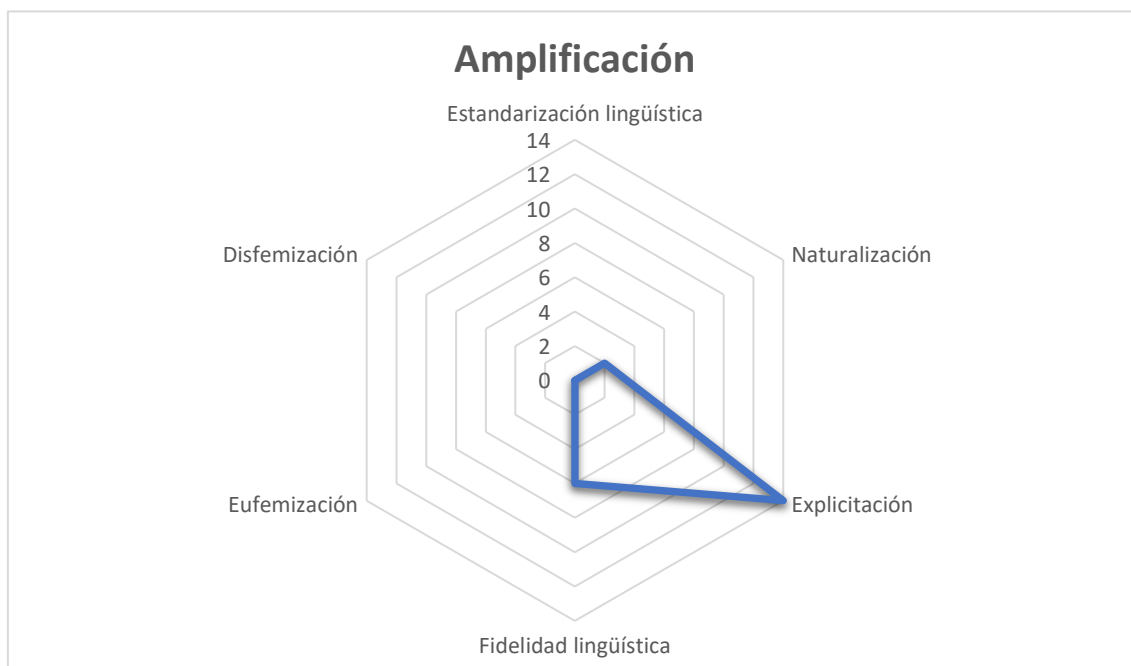 Amplificación
Estandarización lingüística
14
12
10
8
6
4
2
0
Disfemización
Naturalización
Eufemización
Explicitación
Fidelidad lingüística